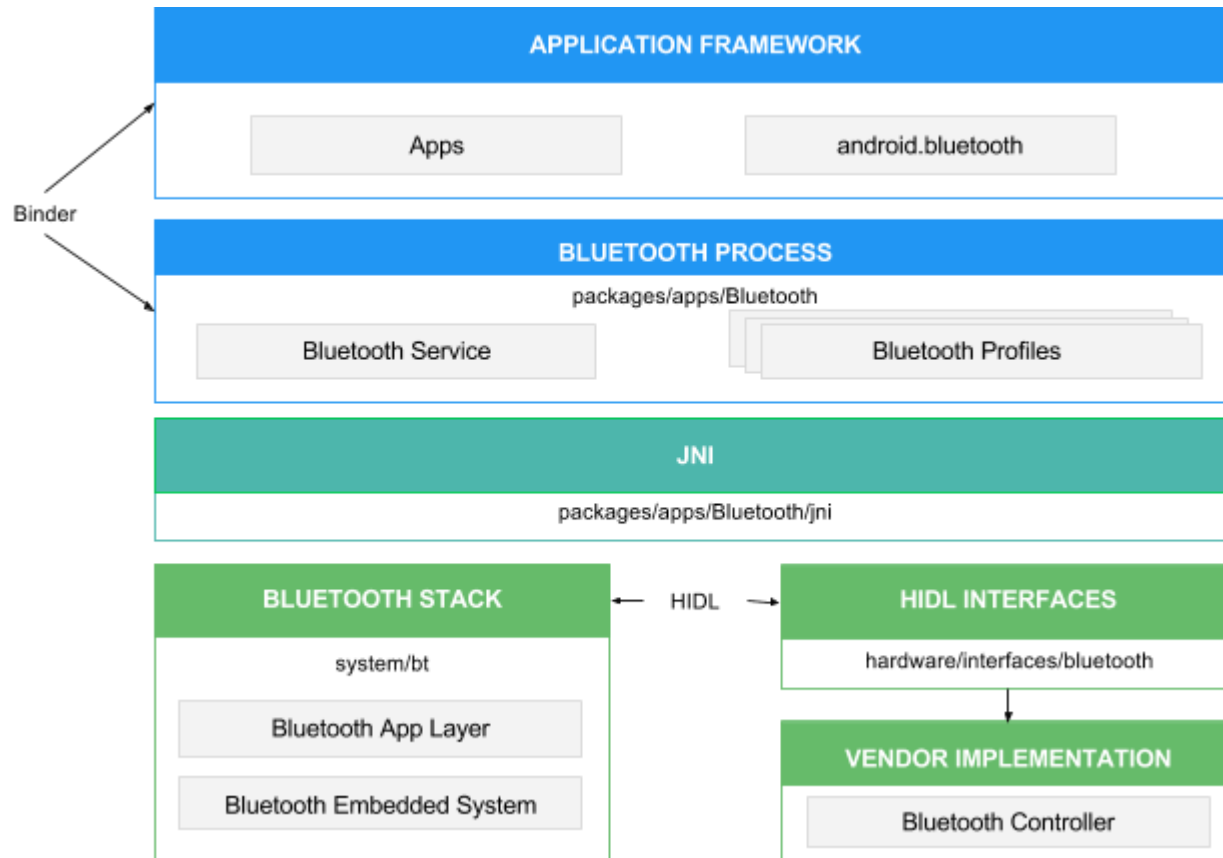 APPLICATION FRAMEWORK
Apps
android.bluetooth
Binder
BLUETOOTH PROCESS
packages/apps/Bluetooth
Bluetooth Service
Bluetooth Profiles
JNI
packages/apps/Bluetooth/jni
BLUETOOTH STACK
HIDL
HIDL INTERFACES
system/bt
hardware/interfaces/bluetooth
Bluetooth App Layer
VENDOR IMPLEMENTATION
Bluetooth Embedded System
Bluetooth Controller